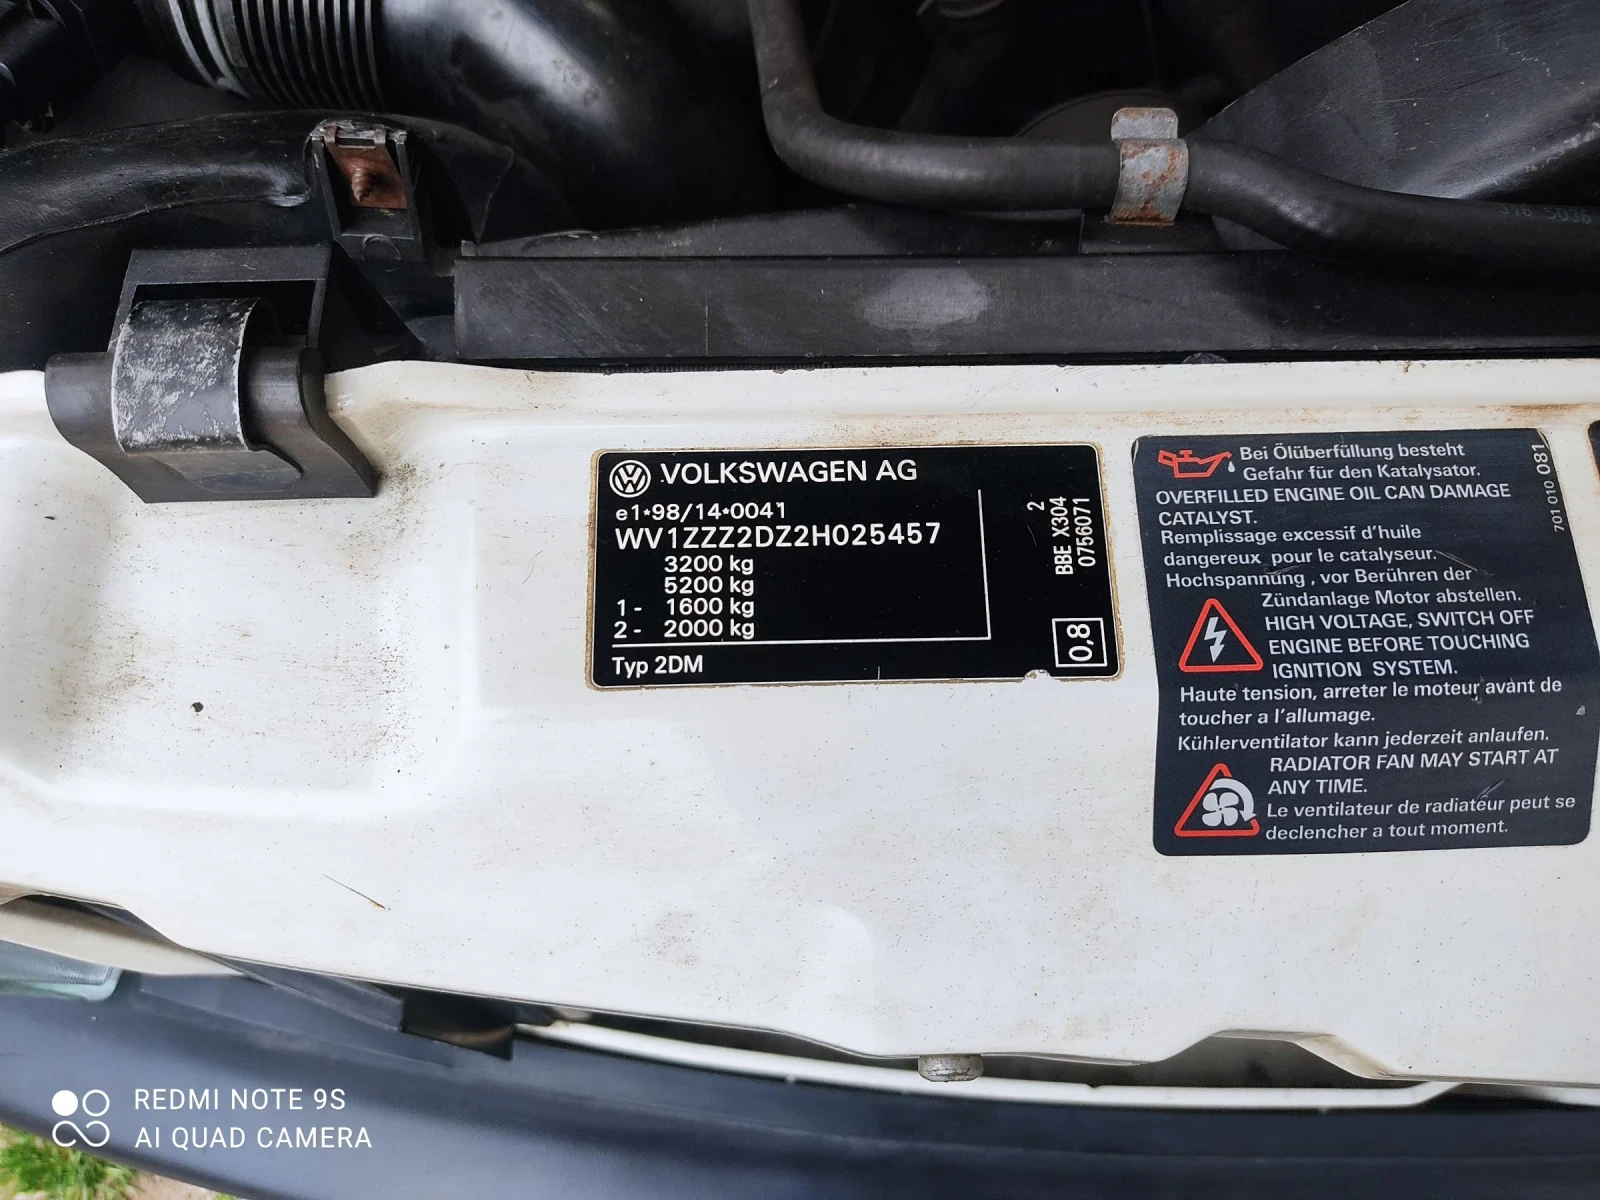 316 5036
VOLKSWAGEN AG
e1*98/14*0041
WV1ZZZ2DZ2H025457
3200 kg
5200 kg
1- 1600 kg
2- 2000 kg
Typ 2DM
2
BBE X304
0756071
0,8
Bei Ölüberfüllung besteht
Gefahr für den Katalysator.
OVERFILLED ENGINE OIL CAN DAMAGE
CATALYST.
Remplissage excessif d'huile
dangereux pour le catalyseur.
Hochspannung , vor Berühren der
Zündanlage Motor abstellen.
HIGH VOLTAGE, SWITCH OFF
ENGINE BEFORE TOUCHING
IGNITION SYSTEM.
Haute tension, arreter le moteur avant de
toucher a l'allumage.
Kühlerventilator kann jederzeit anlaufen.
RADIATOR FAN MAY START AT
ANY TIME.
Le ventilateur de radiateur peut se
declencher a tout moment.
701 010 081
REDMI NOTE 9S
AI QUAD CAMERA